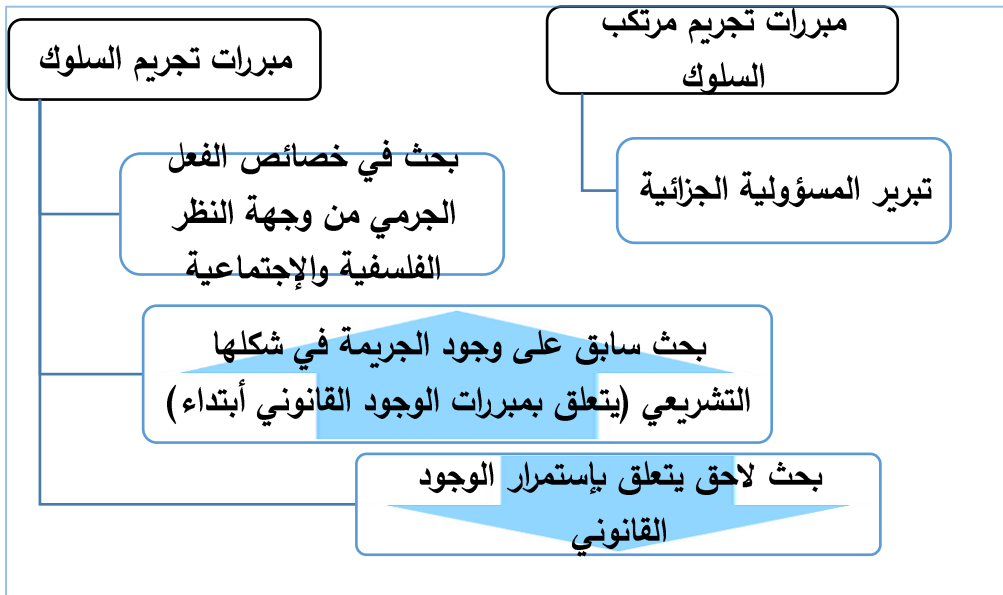 مبررات تجريم مرتكب
السلوك
تبرير المسؤولية الجزائية
مبررات تجريم السلوك
بحث في خصائص الفعل
الجرمي من وجهة النظر
الفلسفية والإجتماعية
بحث سابق على وجود الجريمة في شكلها
التشريعي (يتعلق بمبررات الوجود القانوني أبتداء)
بحث لاحق يتعلق بإستمرار الوجود
القانوني